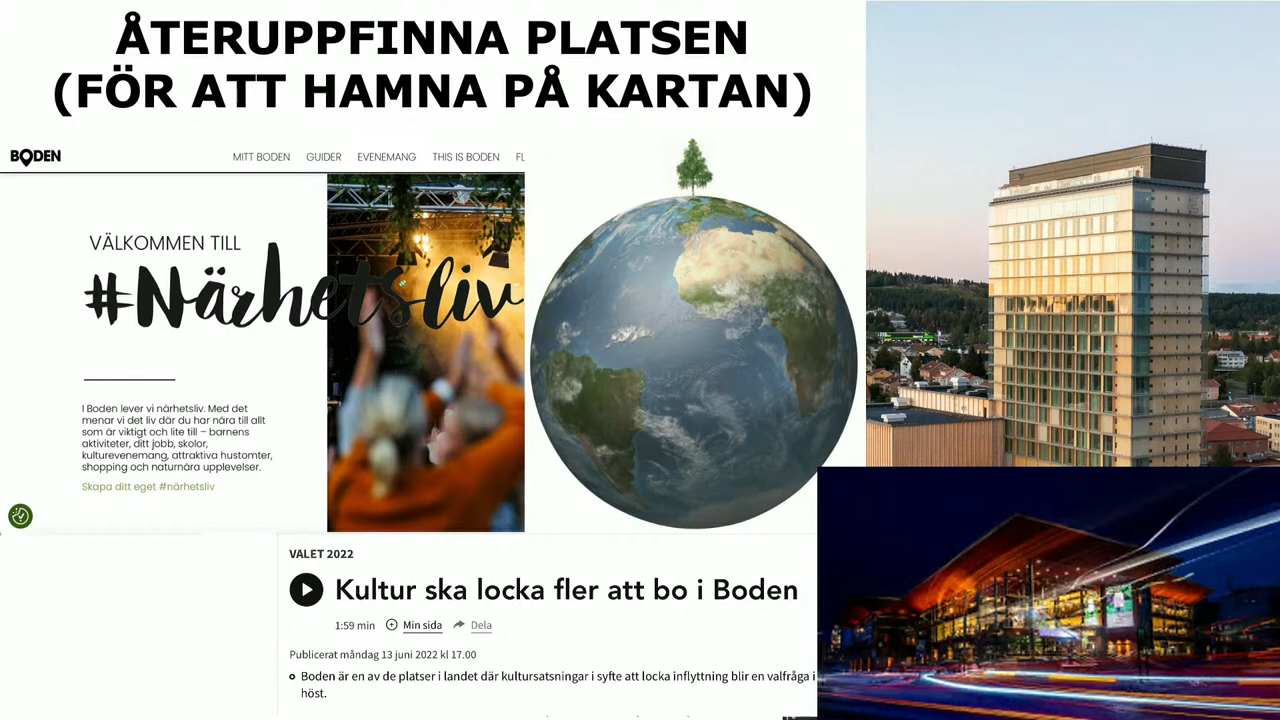 ÅTERUPPFINNA PLATSEN
(FÖR ATT HAMNA PÅ KARTAN)
BODEN
MITT BODEN GUIDER EVENEMANG THIS IS BODEN FL
VÄLKOMMEN TILL
#Närhetsliv
I Boden lever vi närhetsliv. Med det
menar vi det liv där du har nära till allt
som är viktigt och lite till – barnens
aktiviteter, ditt jobb, skolor,
kulturevenemang, attraktiva hustomter,
shopping och naturnära upplevelser.
Skapa ditt eget #närhetsliv
VALET 2022
Kultur ska locka fler att bo i Boden
1:59 min Min sida Dela
Publicerat måndag 13 juni 2022 kl 17.00
Boden är en av de platser i landet där kultursatsningar i syfte att locka inflyttning blir en valfråga i
höst.